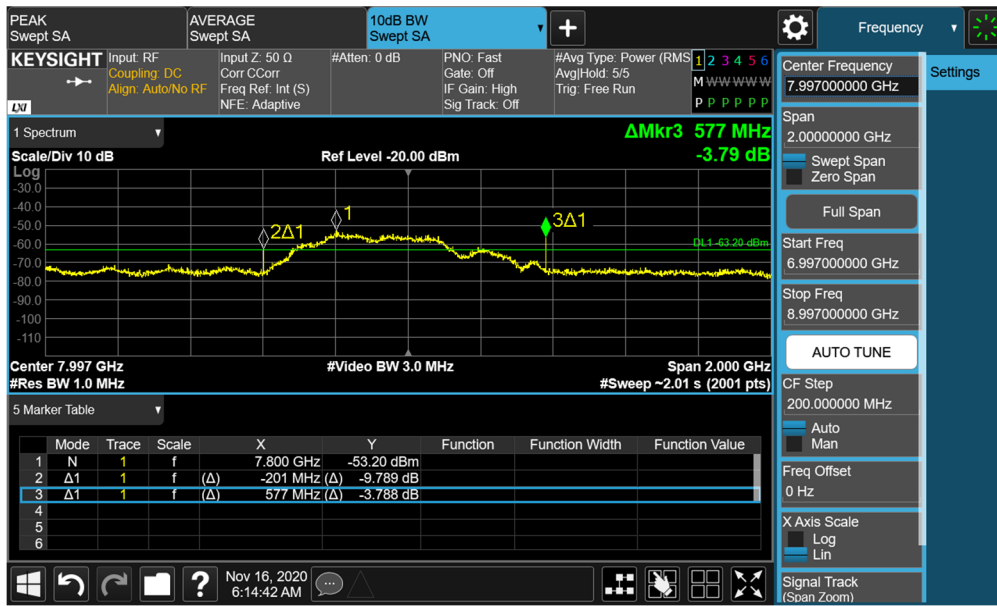 PEAK
Swept SA
AVERAGE
Swept SA
10dB BW
Swept SA
Frequency
KEYSIGHT
LXI
Input: RF
Coupling: DC
Align: Auto/No RF
Input Z: 50 Ω
Corr CCorr
Freq Ref: Int (S)
NFE: Adaptive
#Atten: 0 dB
PNO: Fast
Gate: Off
IF Gain: High
Sig Track: Off
#Avg Type: Power (RMS
Avg|Hold: 5/5
Trig: Free Run
1 2 3 4 5 6
M W W W W W
P P P P P P
1 Spectrum
ΔMkr3 577 MHz
-3.79 dB
Scale/Div 10 dB
Ref Level -20.00 dBm
Log
-30.0
-40.0
-50.0
-60.0
-70.0
-80.0
-90.0
-100
-110
2Δ1
1
3Δ1
DL1 -63.20 dBm
Center 7.997 GHz
#Video BW 3.0 MHz
Span 2.000 GHz
#Res BW 1.0 MHz
#Sweep ~2.01 s (2001 pts)
5 Marker Table
Mode Trace Scale X Y Function Function Width Function Value
1 N 1 f 7.800 GHz -53.20 dBm
2 Δ1 1 f (Δ) -201 MHz (Δ) -9.789 dB
3 Δ1 1 f (Δ) 577 MHz (Δ) -3.788 dB
4
5
6
Nov 16, 2020
6:14:42 AM
Center Frequency
7.997000000 GHz
Settings
Span
2.00000000 GHz
Swept Span
Zero Span
Full Span
Start Freq
6.997000000 GHz
Stop Freq
8.997000000 GHz
AUTO TUNE
CF Step
200.000000 MHz
Auto
Man
Freq Offset
0 Hz
X Axis Scale
Log
Lin
Signal Track
(Span Zoom)